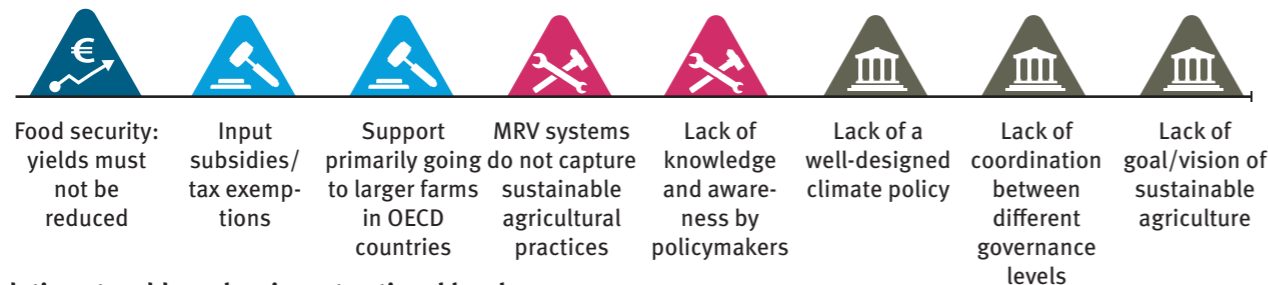 €
Food security:
yields must
not be
reduced
Input
subsidies/
tax exemp-
tions
Support
primarily going
to larger farms
in OECD
countries
MRV systems
do not capture
sustainable
agricultural
practices
Lack of
knowledge
and aware-
ness by
policymakers
Lack of a
well-designed
climate policy
Lack of
coordination
between
different
governance
levels
Lack of
goal/vision of
sustainable
agriculture